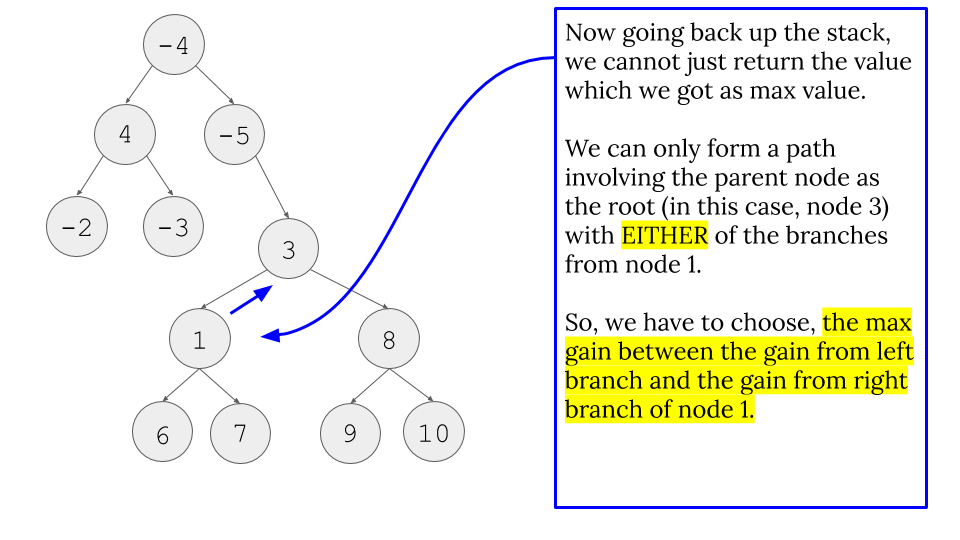 -4
4
-5
-2
-3
3
1
8
6
7
9
10
Now going back up the stack,
we cannot just return the value
which we got as max value.
We can only form a path
involving the parent node as
the root (in this case, node 3)
with EITHER of the branches
from node 1.
So, we have to choose, the max
gain between the gain from left
branch and the gain from right
branch of node 1.